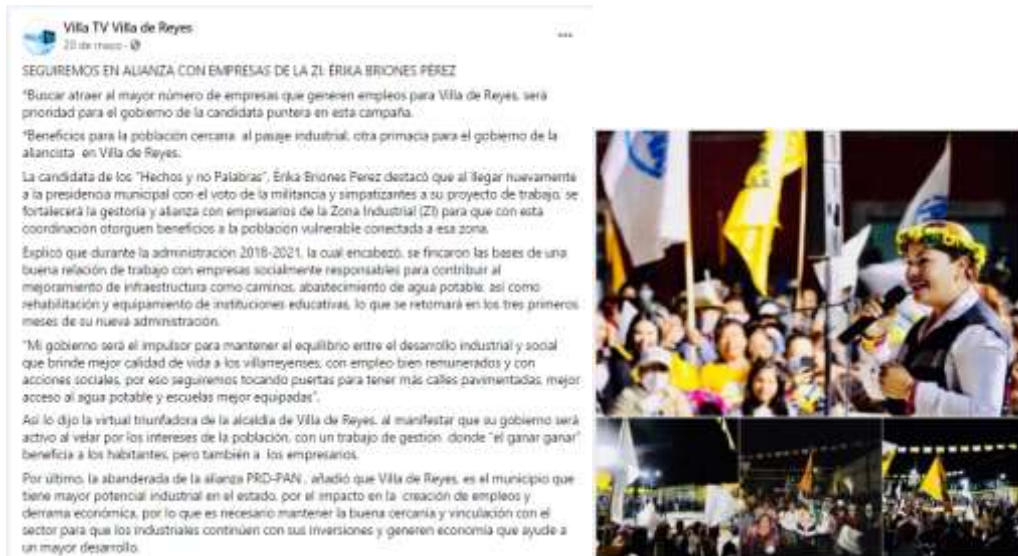 Villa TV Villa de Reyes
20 de mayo
SEGUIREMOS EN ALIANZA CON EMPRESAS DE LA ZI: ÉRIKA BRIONES PÉREZ
*Buscar atraer al mayor número de empresas que generen empleos para Villa de Reyes, será
prioridad para el gobierno de la candidata puntera en esta campaña.
*Beneficios para la población cercana al pasaje industrial, otra primacia para el gobierno de la
aliancista en Villa de Reyes.
La candidata de los "Hechos y no Palabras", Erika Briones Perez destacó que al llegar nuevamente
a la presidencia municipal con el voto de la militancia y simpatizantes a su proyecto de trabajo, se
fortalecerá la gestoria y alianza con empresarios de la Zona Industrial (ZI) para que con esta
coordinación otorguen beneficios a la población vulnerable conectada a esa zona.
Explicó que durante la administración 2018-2021, la cual encabezó, se fincaron las bases de una
buena relación de trabajo con empresas socialmente responsables para contribuir al
mejoramiento de infraestructura como caminos, abastecimiento de agua potable, asi como
rehabilitación y equipamiento de instituciones educativas, lo que se retomará en los tres primeros
meses de su nueva administración.
"Mi gobierno será el impulsor para mantener el equilibrio entre el desarrollo industrial y social
que brinde mejor calidad de vida a los villarreyenses, con empleo bien remunerados y con
acciones sociales, por eso seguiremos tocando puertas para tener más calles pavimentadas, mejor
acceso al agua potable y escuelas mejor equipadas".
Asi lo dijo la virtual triunfadora de la alcaldia de Villa de Reyes, al manifestar que su gobierno será
activo al velar por los intereses de la población, con un trabajo de gestión donde "el ganar ganar"
beneficia a los habitantes, pero también a los empresarios.
Por último, la abanderada de la alianza PRD-PAN , añadió que Villa de Reyes, es el municipio que
tiene mayor potencial industrial en el estado, por el impacto en la creación de empleos y
derrama económica, por lo que es necesario mantener la buena cercanía y vinculación con el
sector para que los industriales continúen con sus inversiones y generen economía que ayude a
un mayor desarrollo.